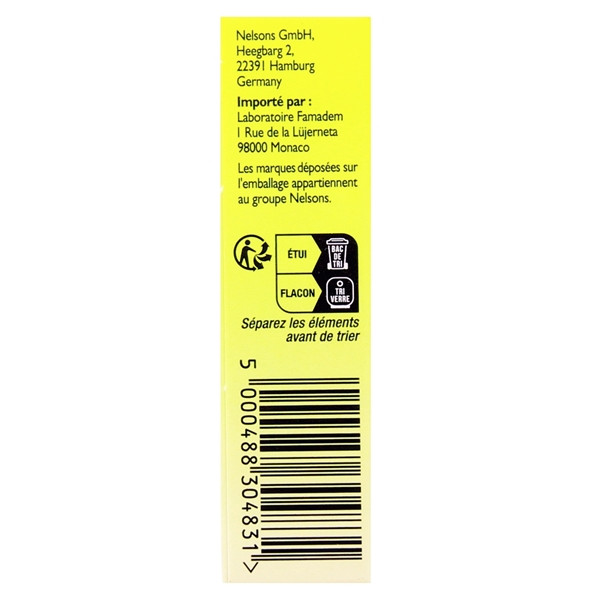 Nelsons GmbH,
Heegbarg 2,
22391 Hamburg
Germany
Importé par :
Laboratoire Famadem
1 Rue de la Lüjerneta
98000 Monaco
Les marques déposées sur
l'emballage appartiennent
au groupe Nelsons.
ÉTUI
BAC
DE
TRI
FLACON
TRI
VERRE
Séparez les éléments
avant de trier
5 000488 304831 >